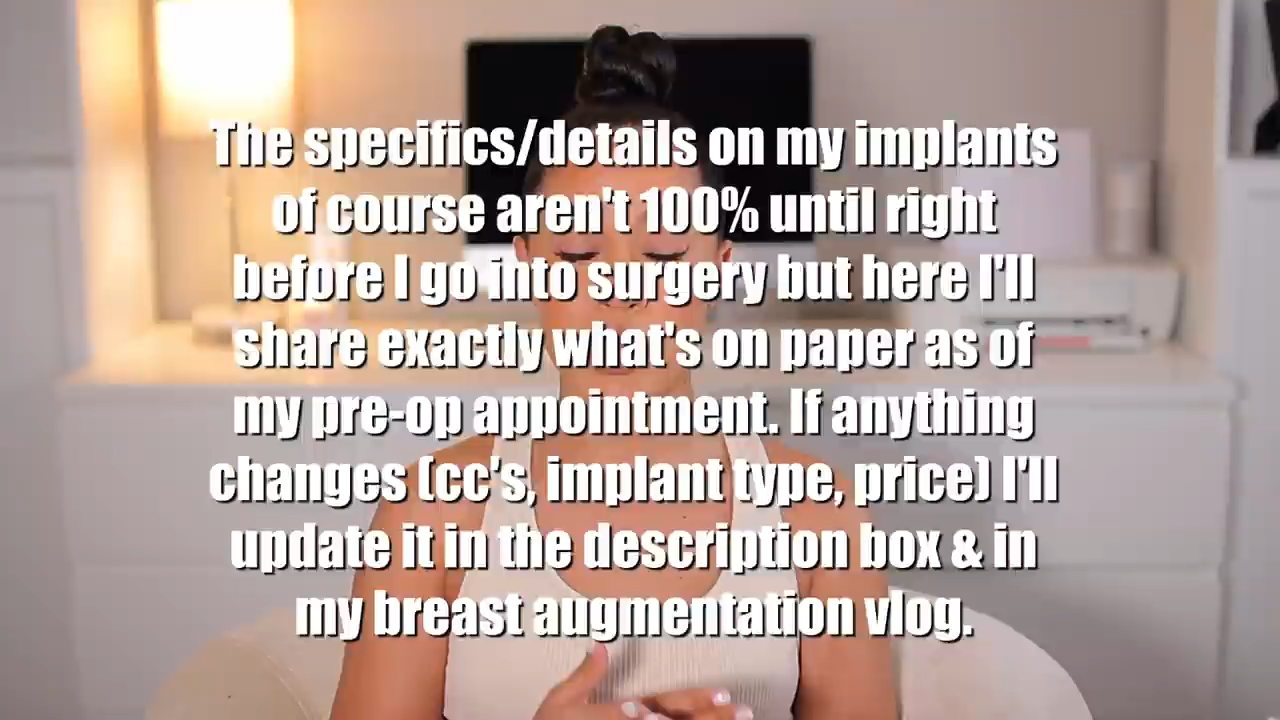 The specifics/details on my implants
of course aren't 100% until right
before I go into surgery but here I'll
share exactly what's on paper as of
my pre-op appointment. If anything
changes (cc's, implant type, price) I'll
update it in the description box & in
my breast augmentation vlog.